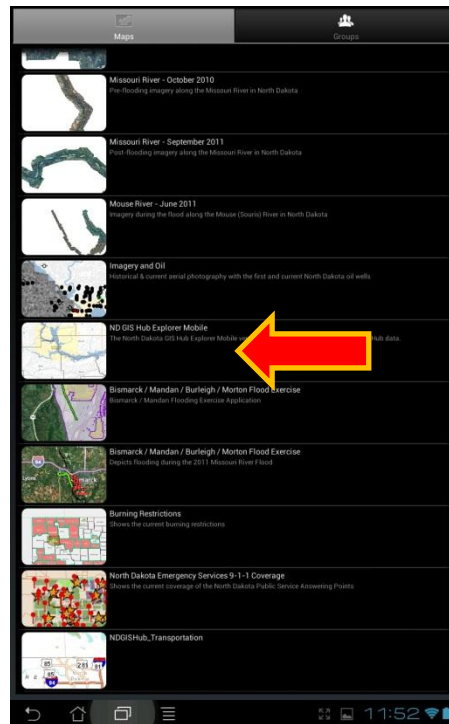 Maps
Groups
Missouri River - October 2010
Pre-flooding imagery along the Missouri River in North Dakota
Missouri River - September 2011
Post-flooding imagery along the Missouri River in North Dakota
Mouse River - June 2011
Imagery during the flood along the Mouse (Souris) River in North Dakota
Imagery and Oil
Historical & current aerial photography with the first and current North Dakota oil wells
ND GIS Hub Explorer Mobile
The North Dakota GIS Hub Explorer Mobile Hub data.
Bismarck / Mandan / Burleigh / Morton Flood Exercise
Bismarck / Mandan Flooding Exercise Application
Bismarck / Mandan / Burleigh / Morton Flood Exercise
Depicts flooding during the 2011 Missouri River Flood
94
marck
Burning Restrictions
Shows the current burning restrictions
North Dakota Emergency Services 9-1-1 Coverage
Shows the current coverage of the North Dakota Public Service Answering Points
NDGISHub_Transportation
85
281
94
11:52